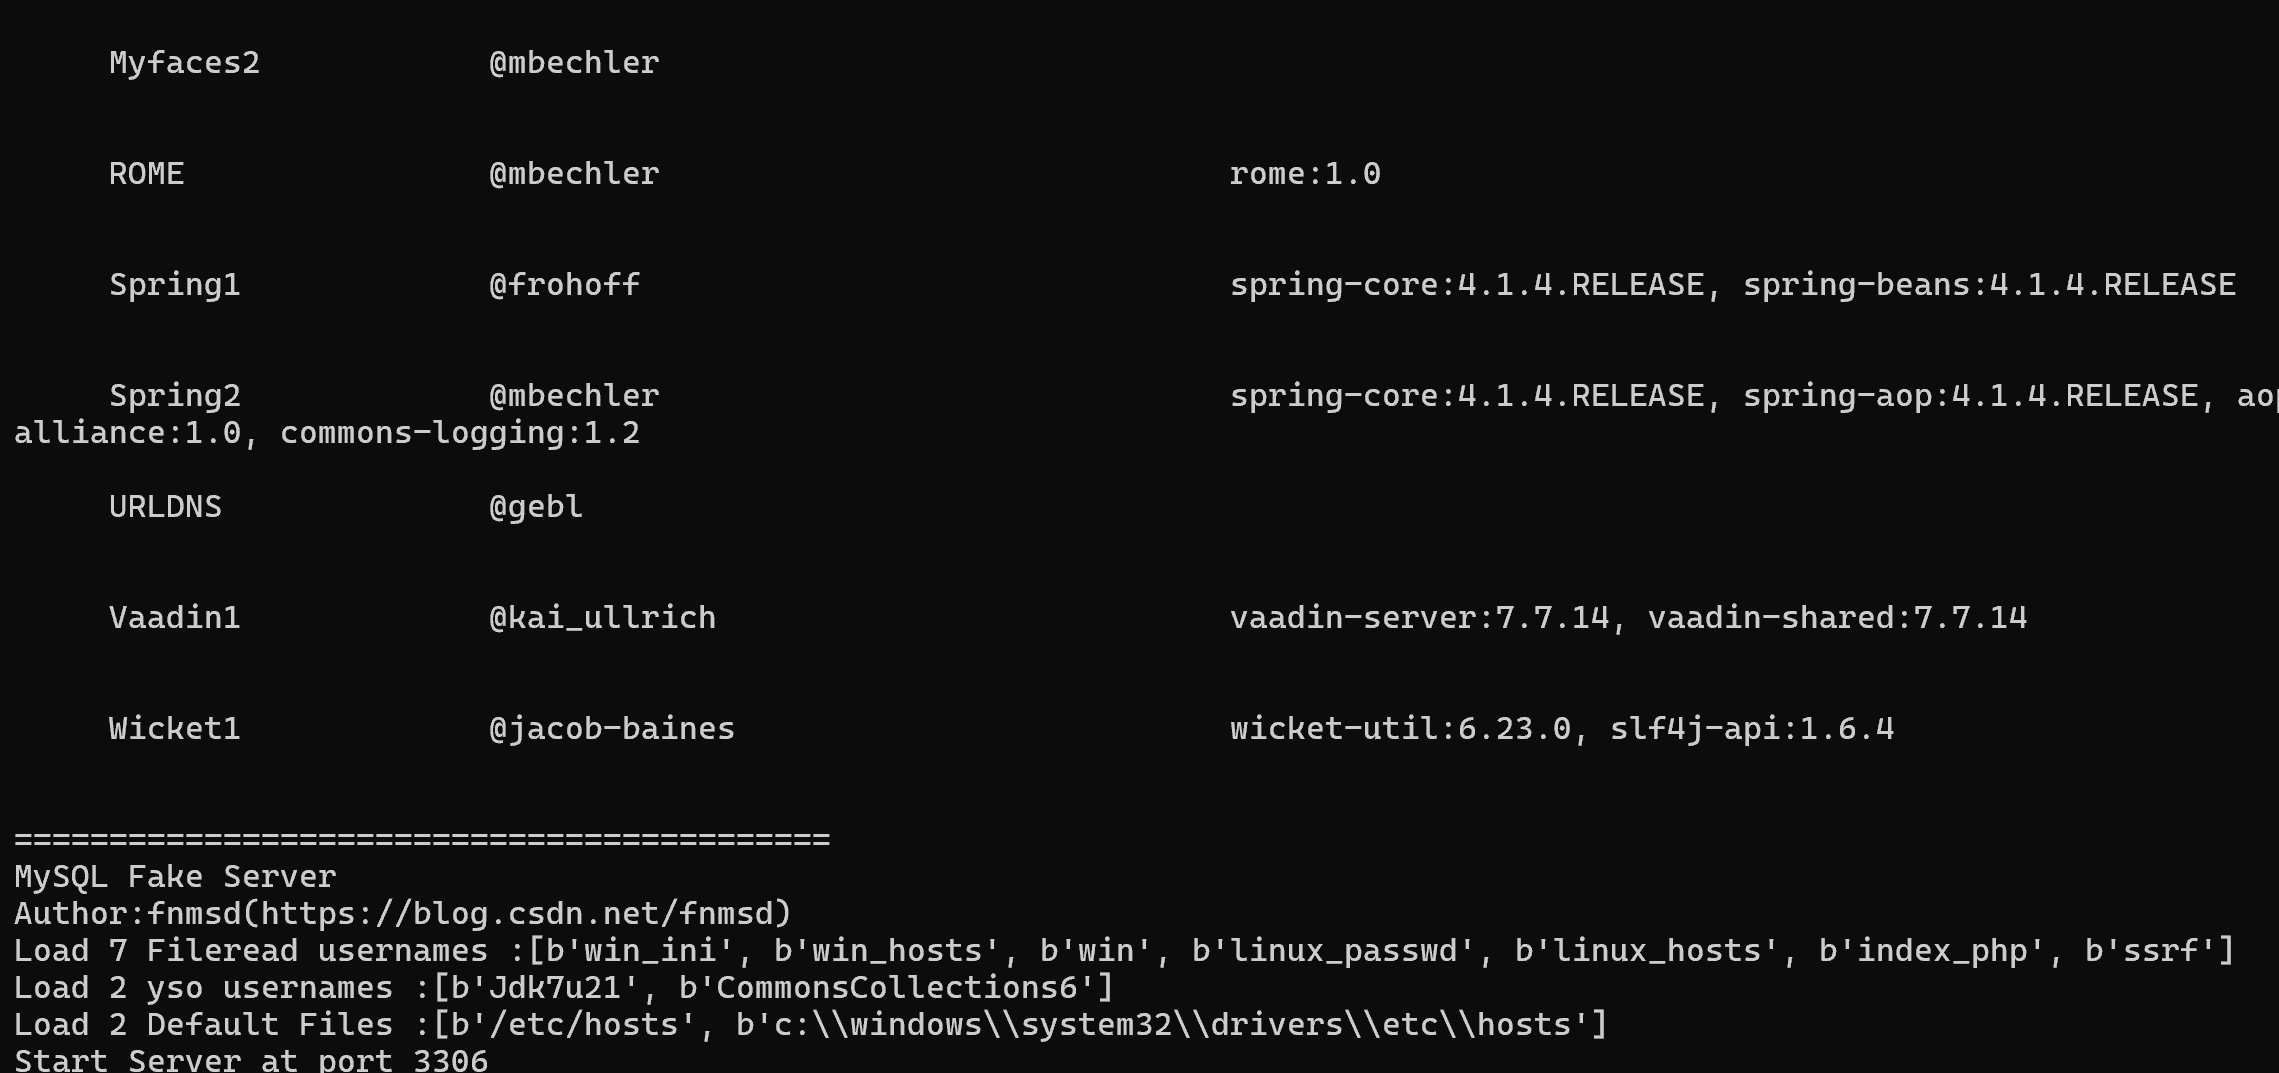 Myfaces2 @mbechler
ROME @mbechler rome:1.0
Spring1 @frohoff spring-core:4.1.4.RELEASE, spring-beans:4.1.4.RELEASE
Spring2 @mbechler spring-core:4.1.4.RELEASE, spring-aop:4.1.4.RELEASE, aop
alliance:1.0, commons-logging:1.2
URLDNS @gebl
Vaadin1 @kai_ullrich vaadin-server:7.7.14, vaadin-shared:7.7.14
Wicket1 @jacob-baines wicket-util:6.23.0, slf4j-api:1.6.4
===========================================
MySQL Fake Server
Author:fnmsd(https://blog.csdn.net/fnmsd)
Load 7 Fileread usernames :[b'win_ini', b'win_hosts', b'win', b'linux_passwd', b'linux_hosts', b'index_php', b'ssrf']
Load 2 yso usernames :[b'Jdk7u21', b'CommonsCollections6']
Load 2 Default Files :[b'/etc/hosts', b'c:\\windows\\system32\\drivers\\etc\\hosts']
Start Server at port 3306